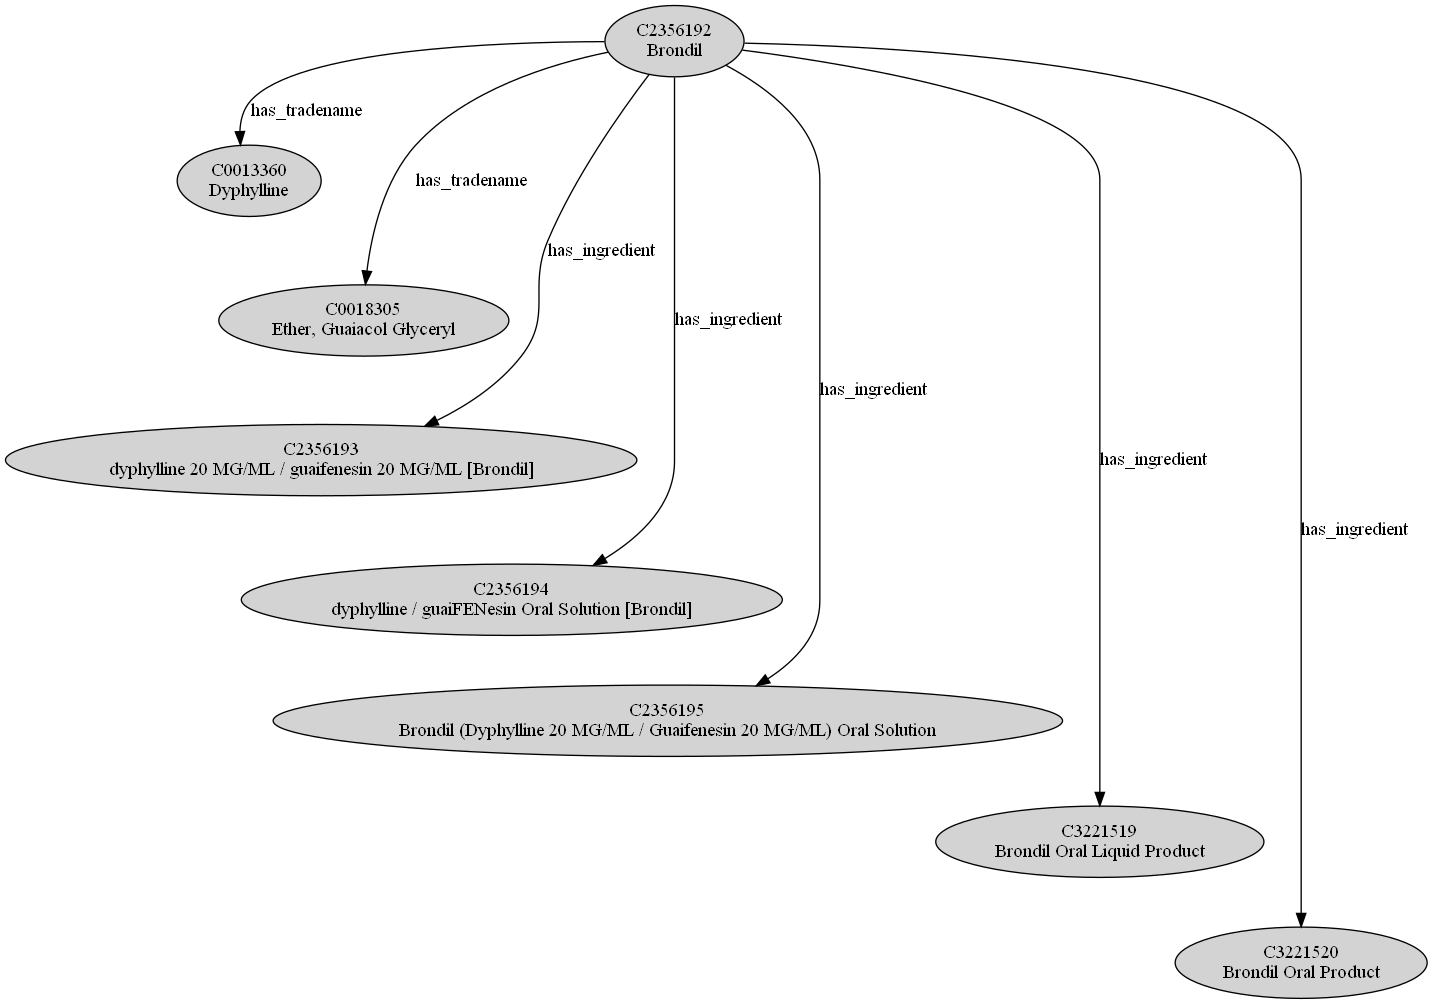 C2356192
Brondil
has_tradename
C0013360
Dyphylline
has_tradename
has_ingredient
C0018305
Ether, Guaiacol Glyceryl
has_ingredient
has_ingredient
C2356193
dyphylline 20 MG/ML / guaifenesin 20 MG/ML [Brondil]
has_ingredient
has_ingredient
C2356194
dyphylline / guaiFENesin Oral Solution [Brondil]
C2356195
Brondil (Dyphylline 20 MG/ML / Guaifenesin 20 MG/ML) Oral Solution
C3221519
Brondil Oral Liquid Product
C3221520
Brondil Oral Product